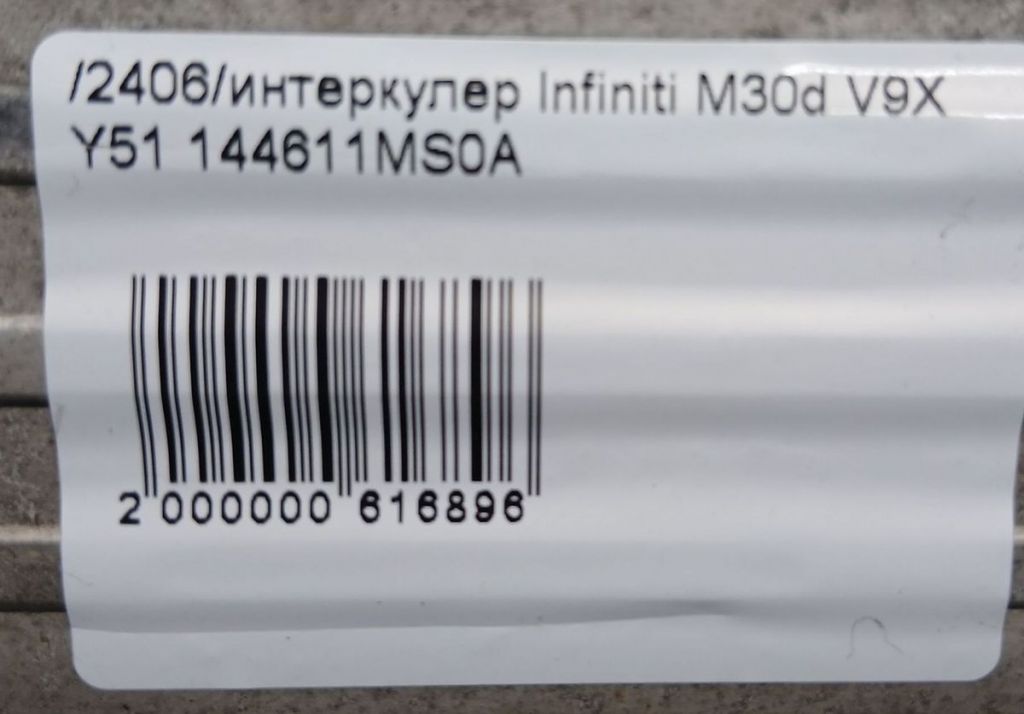 /2406/интеркулер Infiniti M30d V9X
Y51 144611MS0A
2 000000 616896